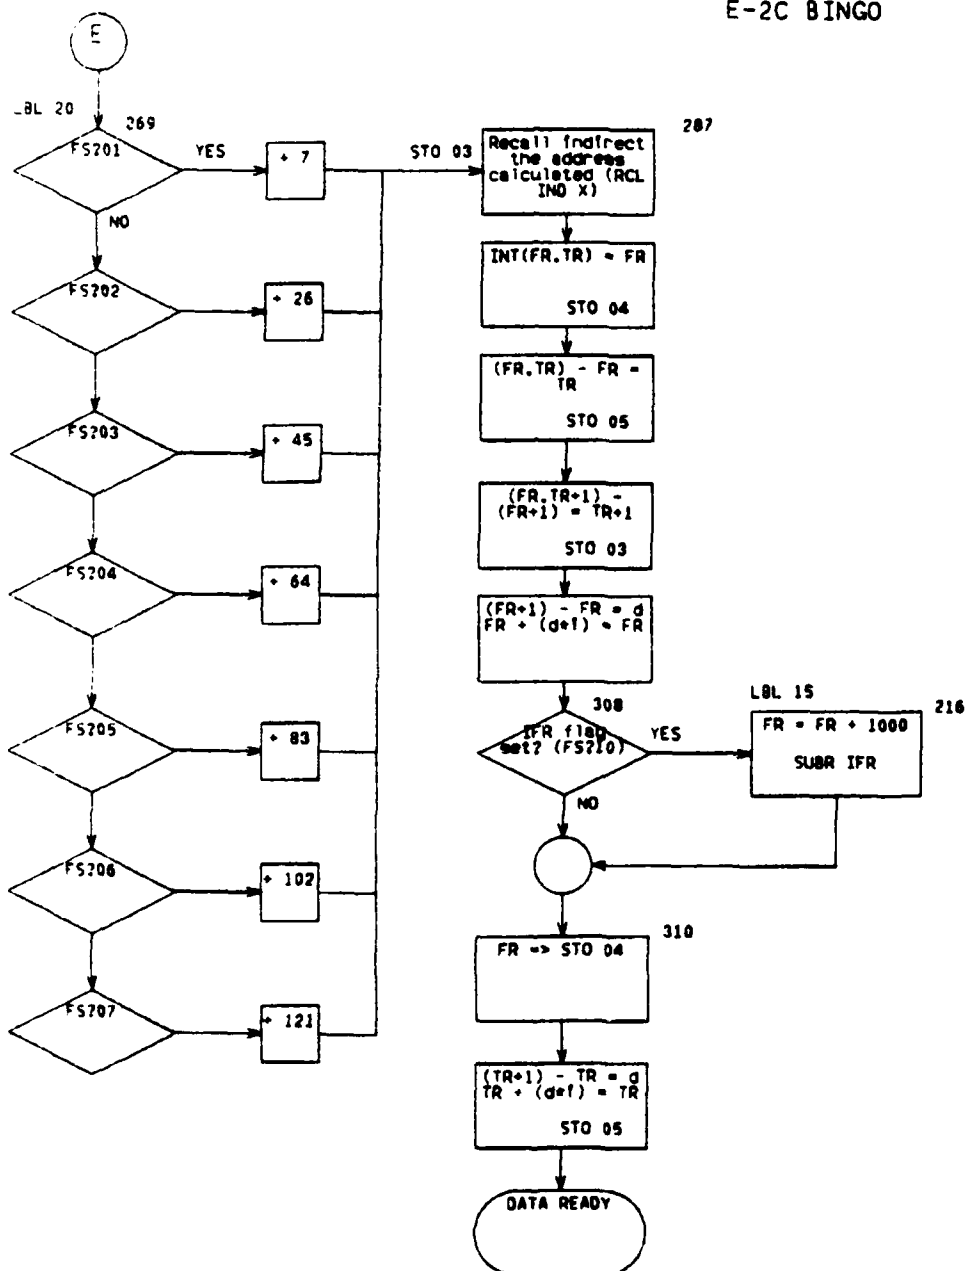 E-2C BINGO
E
LBL 20
269
FS?01
YES
+ 7
STO 03
NO
FS?02
+ 26
FS?03
+ 45
FS?04
+ 64
FS?05
+ 83
FS?06
+ 102
FS?07
+ 121
287
Recall indirect
the address
calculated (RCL
IND X)
INT(FR.TR) = FR
STO 04
(FR.TR) - FR =
TR
STO 05
(FR.TR+1) -
(FR+1) = TR+1
STO 03
(FR+1) - FR = d
FR + (d*f) = FR
308
IFR flag
set? (FS?10)
YES
NO
LBL 15
216
FR = FR + 1000
SUBR IFR
310
FR => STO 04
(TR+1) - TR = d
TR + (d*f) = TR
STO 05
DATA READY